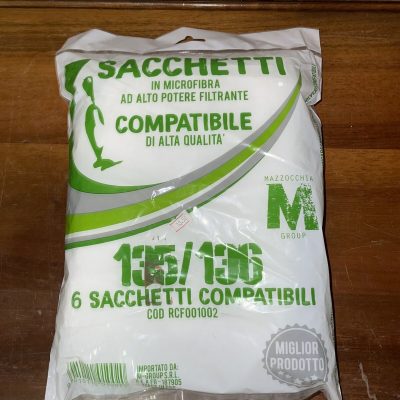 SACCHETTI
IN MICROFIBRA
AD ALTO POTERE FILTRANTE
COMPATIBILE
DI ALTA QUALITA'
MAZZOCCHIA
M
GROUP
135/136
6 SACCHETTI COMPATIBILI
COD RCF001002
MIGLIOR
PRODOTTO
IMPORTATO DA:
M-GROUP S.R.L.